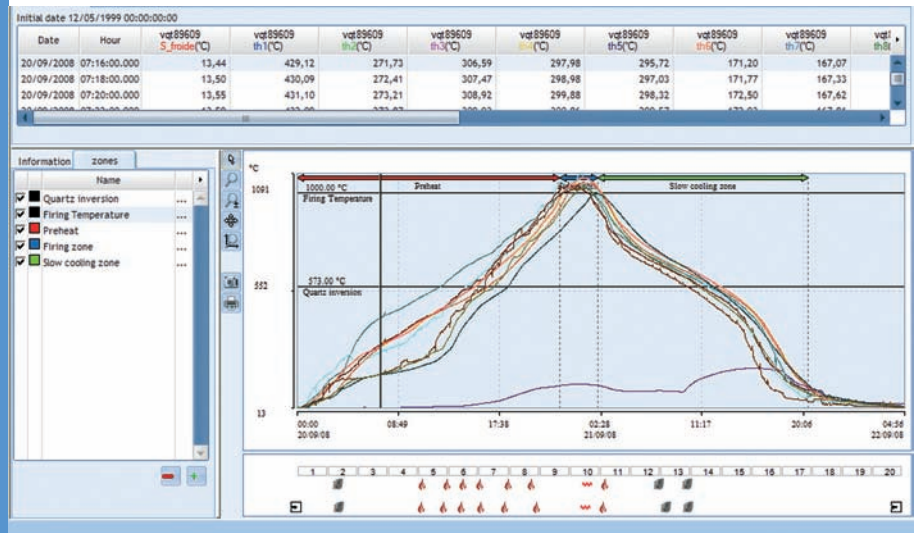 Initial date 12/05/1999 00:00:00:00
Date Hour vqt89609 S_froide(°C) vqt89609 th1(°C) vqt89609 th2(°C) vqt89609 th3(°C) vqt89609 th4(°C) vqt89609 th5(°C) vqt89609 th6(°C) vqt89609 th7(°C)
20/09/2008 07:16:00.000 13,44 429,12 271,73 306,59 297,98 295,72 171,20 167,07
20/09/2008 07:18:00.000 13,50 430,09 272,41 307,47 298,98 297,03 171,77 167,33
20/09/2008 07:20:00.000 13,55 431,10 273,21 308,92 299,88 298,32 172,50 167,62
Information zones
Name
Quartz inversion ...
Firing Temperature ...
Preheat ...
Firing zone ...
Slow cooling zone ...
°C
1091
552
13
1000.00 °C Preheat Slow cooling zone
Firing Temperature
573.00 °C
Quartz inversion
00:00 08:49 17:38 02:28 11:17 20:06 04:56
20/09/08 21/09/08 22/09/08
1 2 3 4 5 6 7 8 9 10 11 12 13 14 15 16 17 18 19 20